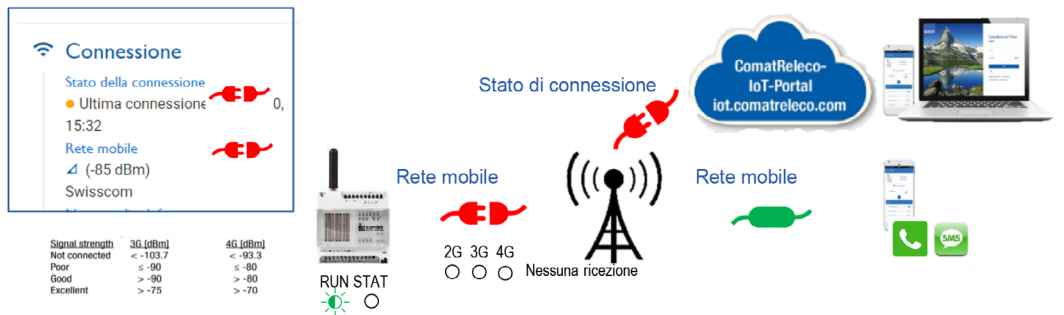 Connessione
Stato della connessione
Ultima connessione 0,
15:32
Rete mobile
(-85 dBm)
Swisscom
Signal strength 3G [dBm] 4G [dBm]
Not connected < -103.7 < -93.3
Poor ≤ -90 ≤ -80
Good > -90 > -80
Excellent > -75 > -70
RUN STAT
Rete mobile
2G 3G 4G
Nessuna ricezione
Stato di connessione
ComatReleco-
IoT-Portal
iot.comatreleco.com
Rete mobile
SMS